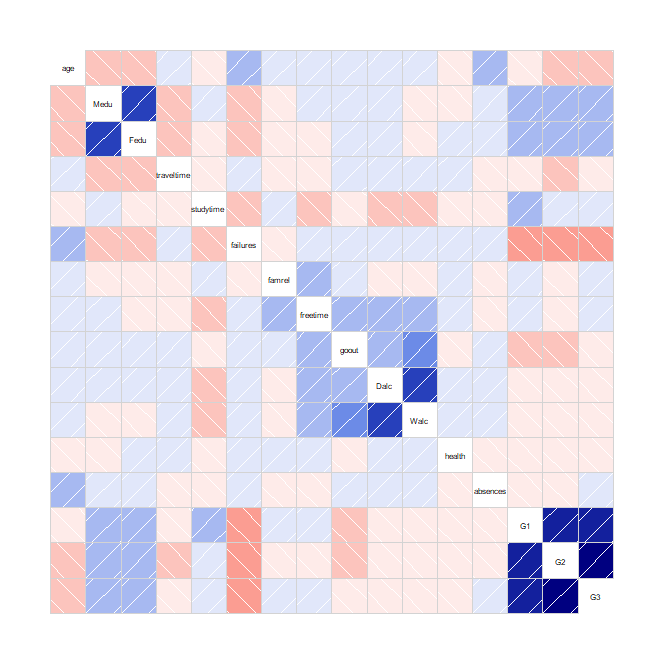 age
Medu
Fedu
traveltime
studytime
failures
famrel
freetime
goout
Dalc
Walc
health
absences
G1
G2
G3